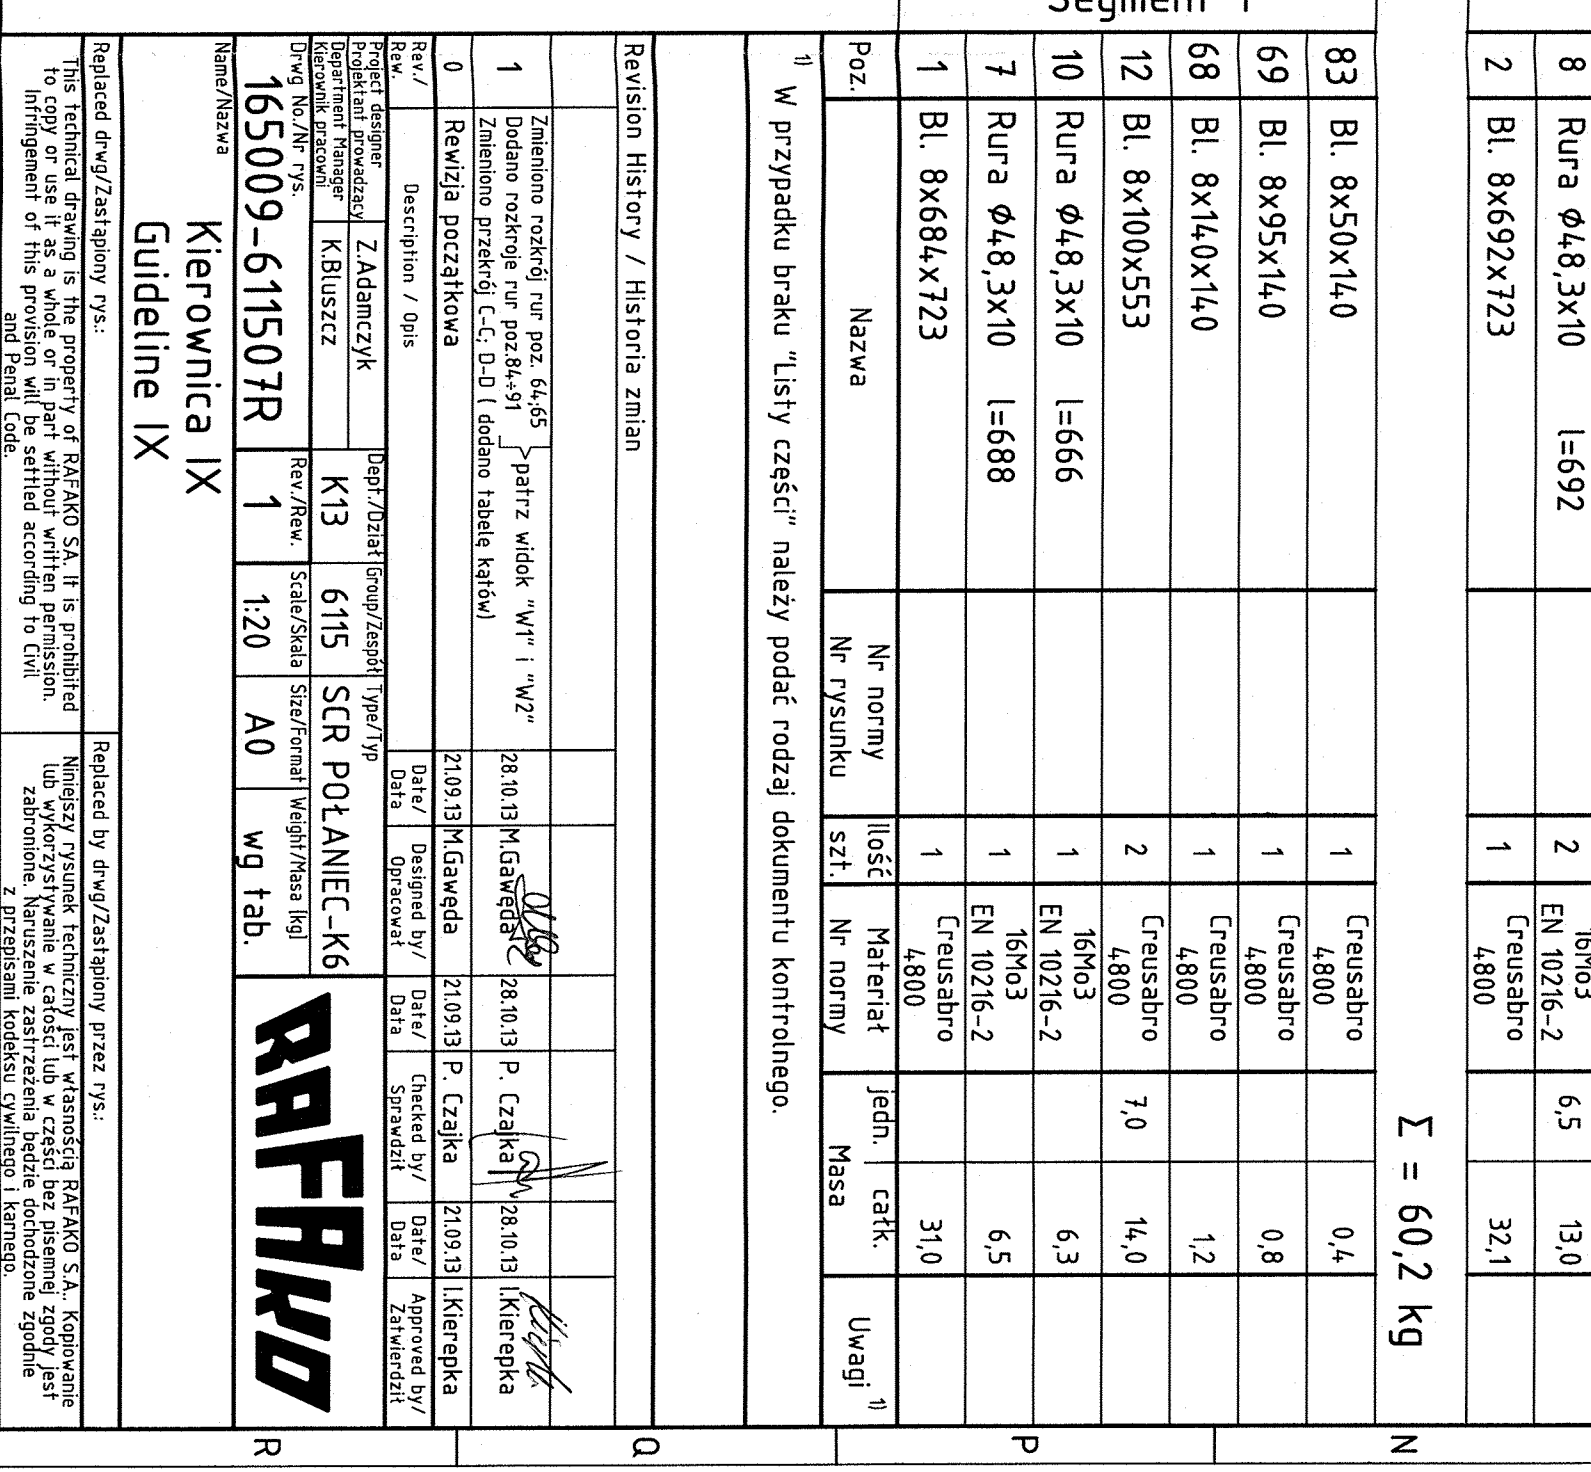 8 Rura φ48,3x10 l=692 2 16Mo3 EN 10216-2 6,5 13,0
2 Bl. 8x692x723 1 Creusabro 4800 32,1
Σ = 60,2 kg
N
83 Bl. 8x50x140 1 Creusabro 4800 0,4
69 Bl. 8x95x140 1 Creusabro 4800 0,8
68 Bl. 8x140x140 1 Creusabro 4800 1,2
12 Bl. 8x100x553 2 Creusabro 4800 7,0 14,0
10 Rura φ48,3x10 l=666 1 16Mo3 EN 10216-2 6,3
7 Rura φ48,3x10 l=688 1 16Mo3 EN 10216-2 6,5
P
1 Bl. 8x684x723 1 Creusabro 4800 31,0
Poz. Nazwa Nr normy Nr rysunku Ilość szt. Materiał Nr normy jedn. całk. Masa Uwagi 1)
1) W przypadku braku "Listy części" należy podać rodzaj dokumentu kontrolnego.
Q
Revision History / Historia zmian
Zmieniono rozkrój rur poz. 64;65
1 Dodano rozkroje rur poz.84÷91 patrz widok "W1" i "W2" 28.10.13 M.Gawęda 28.10.13 P. Czajka 28.10.13 I.Kierepka
Zmieniono przekrój C-C; D-D ( dodano tabelę kątów)
0 Rewizja początkowa 21.09.13 M.Gawęda 21.09.13 P. Czajka 21.09.13 I.Kierepka
Rev./ Description / Opis Date/ Designed by/ Date/ Checked by/ Date/ Approved by/
Rew. Data Opracował Data Sprawdził Data Zatwierdził
Project designer Dept./Dział Group/Zespół Type/Typ
Projektant prowadzący Z.Adamczyk
Department Manager K13 6115 SCR POŁANIEC-K6
Kierownik pracowni K.Bluszcz
Drwg No./Nr rys. Rev./Rew. Scale/Skala Size/Format Weight/Masa [kg]
165009-611507R 1 1:20 A0 wg tab.
RAFAKO
R
Name/Nazwa
Kierownica IX
Guideline IX
Replaced drwg/Zastąpiony rys.: Replaced by drwg/Zastąpiony przez rys.:
This technical drawing is the property of RAFAKO SA. It is prohibited
to copy or use it as a whole or in part without written permission.
Infringement of this provision will be settled according to Civil
and Penal Code.
Niniejszy rysunek techniczny jest własnością RAFAKO S.A.. Kopiowanie
lub wykorzystywanie w całości lub w części bez pisemnej zgody jest
zabronione. Naruszenie zastrzeżenia będzie dochodzone zgodnie
z przepisami kodeksu cywilnego i karnego.